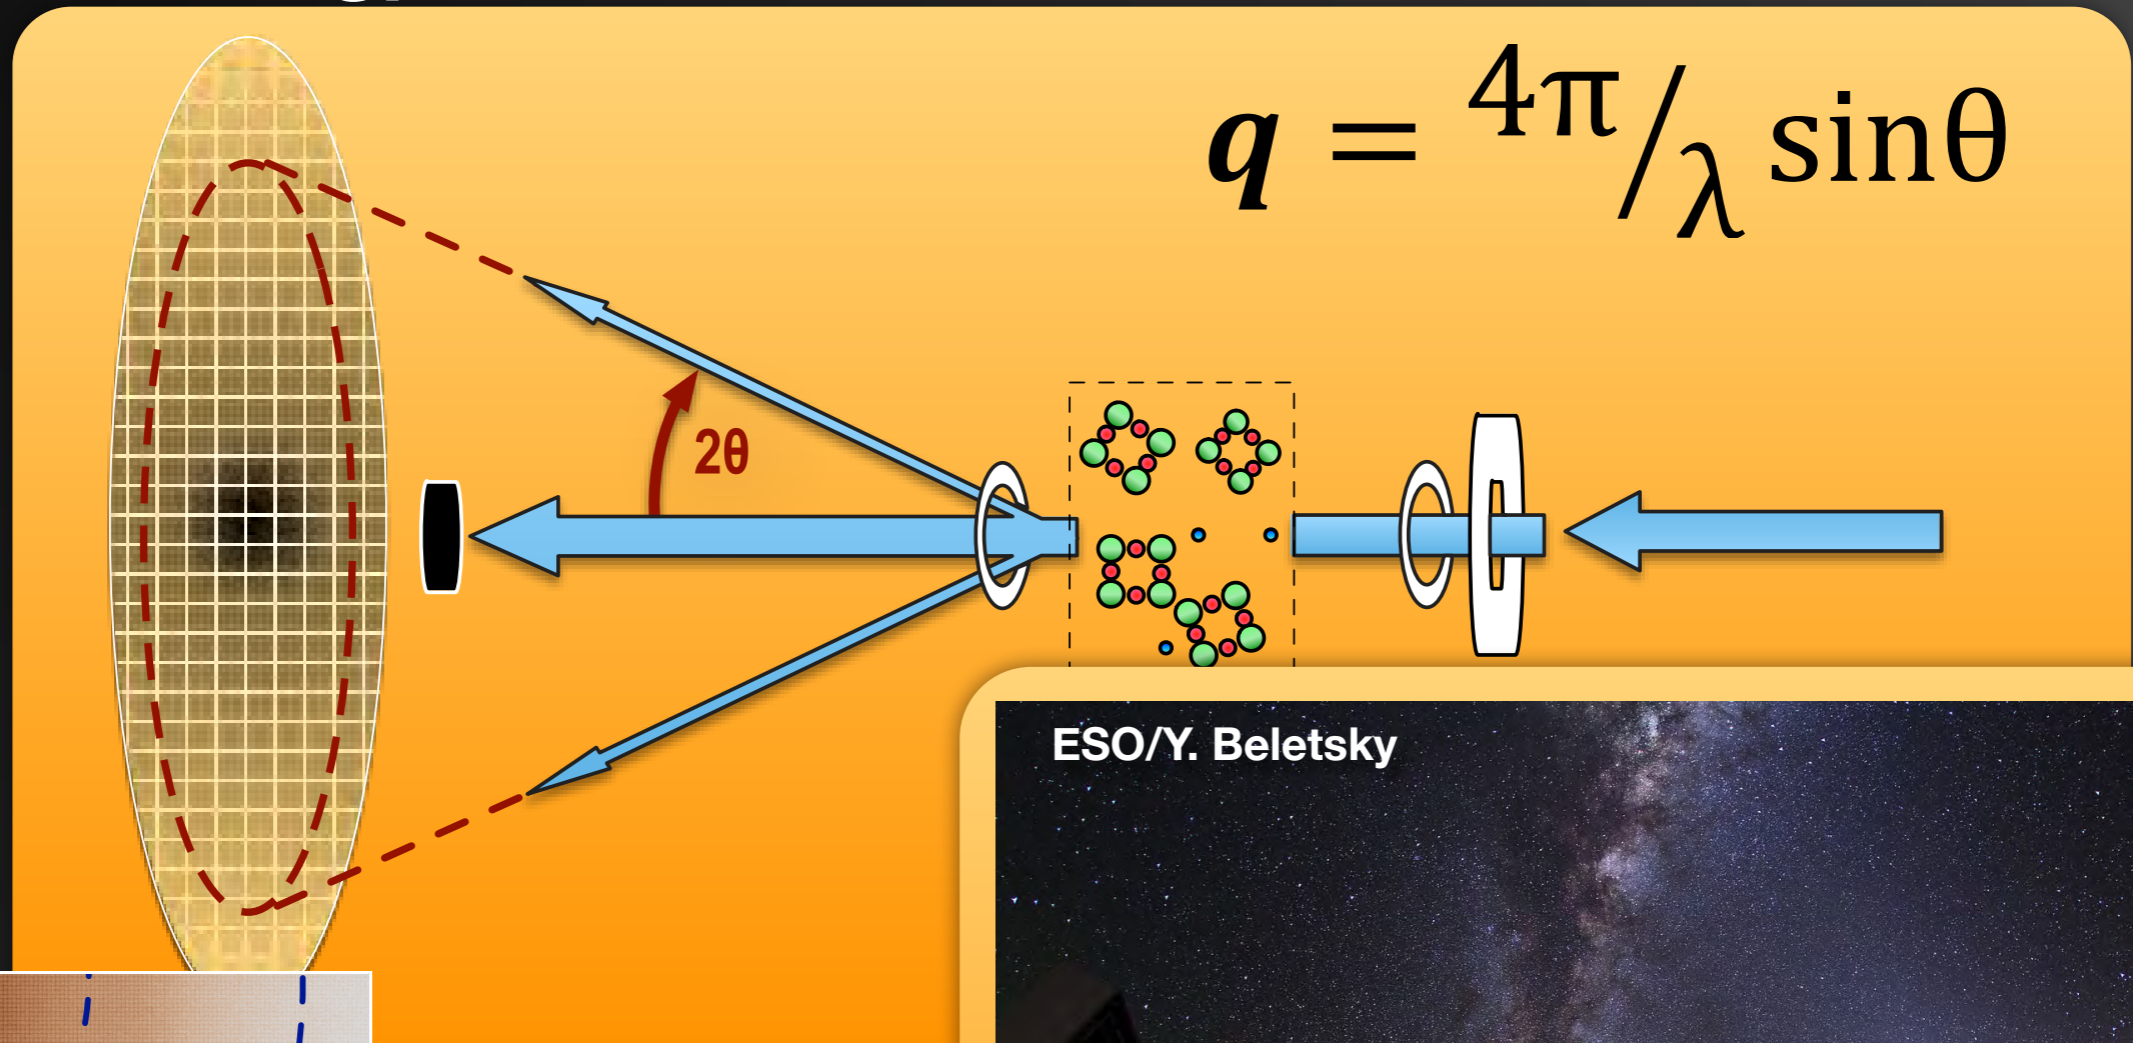 q = 4π/λ sinθ
2θ
ESO/Y. Beletsky